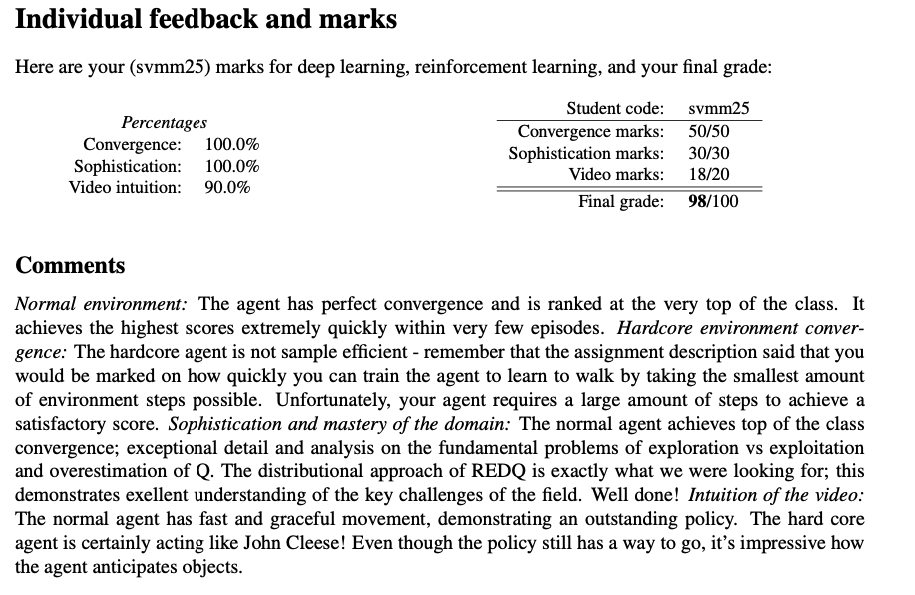 Individual feedback and marks
Here are your (svmm25) marks for deep learning, reinforcement learning, and your final grade:
Percentages
Convergence: 100.0%
Sophistication: 100.0%
Video intuition: 90.0%
Student code: svmm25
Convergence marks: 50/50
Sophistication marks: 30/30
Video marks: 18/20
Final grade: 98/100
Comments
Normal environment: The agent has perfect convergence and is ranked at the very top of the class. It
achieves the highest scores extremely quickly within very few episodes. Hardcore environment conver-
gence: The hardcore agent is not sample efficient - remember that the assignment description said that you
would be marked on how quickly you can train the agent to learn to walk by taking the smallest amount
of environment steps possible. Unfortunately, your agent requires a large amount of steps to achieve a
satisfactory score. Sophistication and mastery of the domain: The normal agent achieves top of the class
convergence; exceptional detail and analysis on the fundamental problems of exploration vs exploitation
and overestimation of Q. The distributional approach of REDQ is exactly what we were looking for; this
demonstrates exellent understanding of the key challenges of the field. Well done! Intuition of the video:
The normal agent has fast and graceful movement, demonstrating an outstanding policy. The hard core
agent is certainly acting like John Cleese! Even though the policy still has a way to go, it's impressive how
the agent anticipates objects.